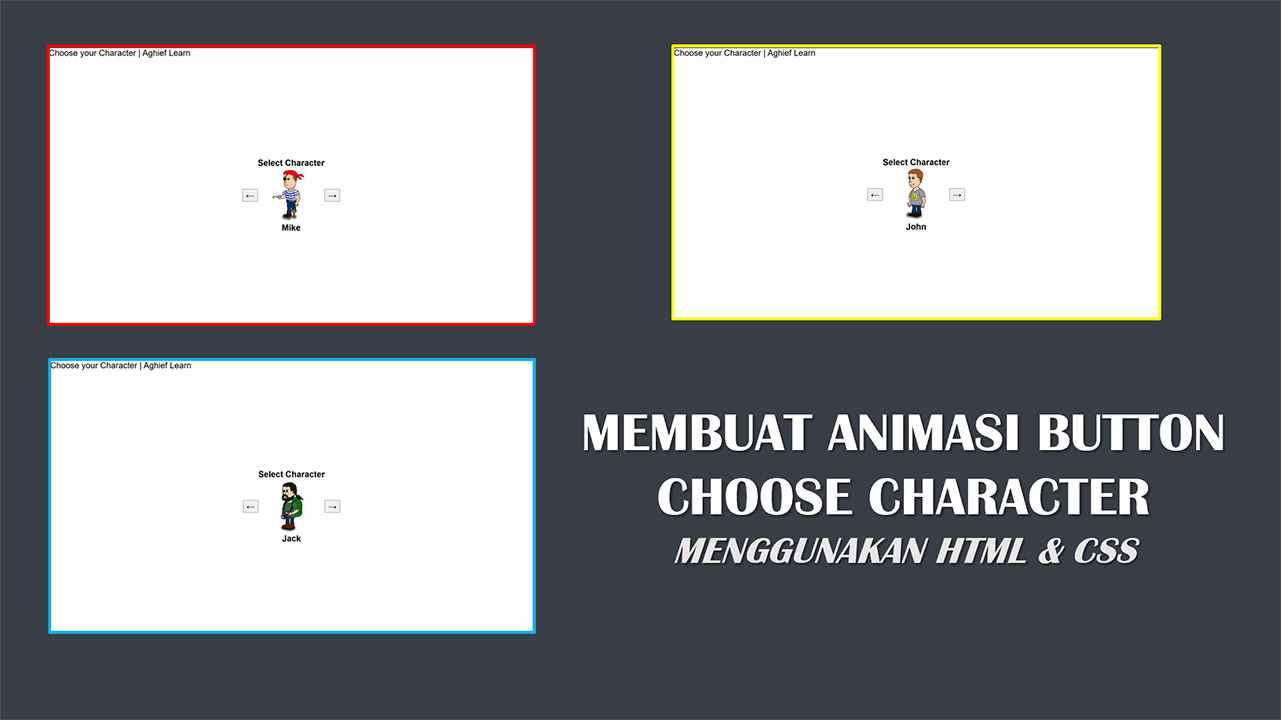 Choose your Character | Aghief Learn
Select Character
← →
Mike
Choose your Character | Aghief Learn
Select Character
← →
John
Choose your Character | Aghief Learn
Select Character
← →
Jack
MEMBUAT ANIMASI BUTTON
CHOOSE CHARACTER
MENGGUNAKAN HTML & CSS